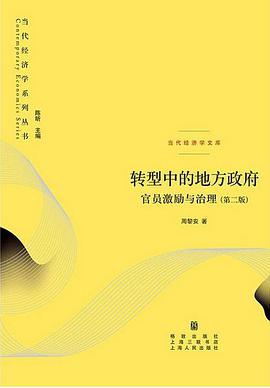 当代经济学系列丛书
Contemporary Economics Series
陈昕 主编
当代经济学文库
转型中的地方政府
官员激励与治理(第二版)
周黎安 著
格致出版社
上海三联书店
上海人民出版社